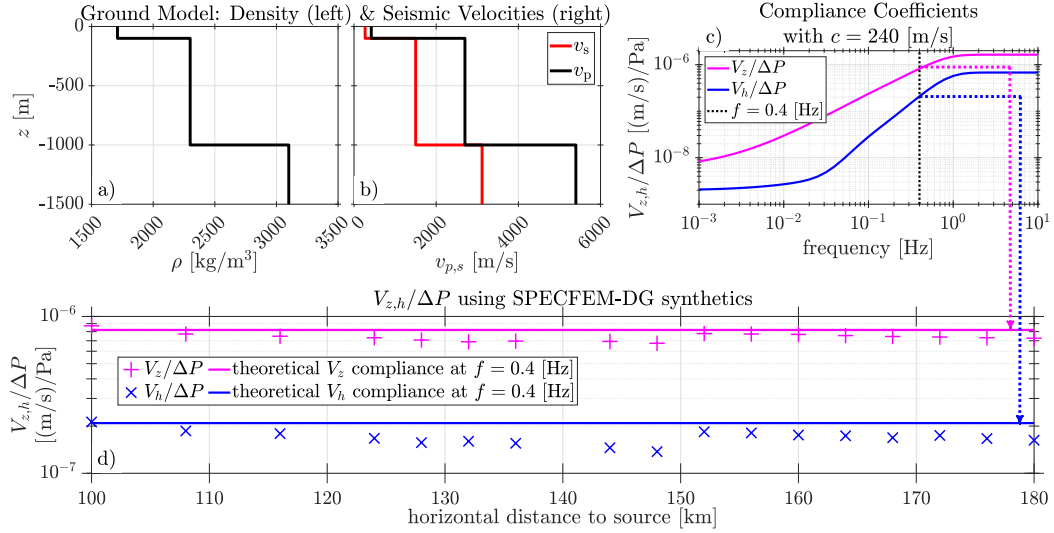 Ground Model: Density (left) & Seismic Velocities (right)
0
-500
-1000
-1500
z [m]
a)
1500
2000
2500
3000
3500
ρ [kg/m³]
v_s
v_p
b)
0
2000
4000
6000
v_{p,s} [m/s]
Compliance Coefficients
with c = 240 [m/s]
c)
V_z/ΔP
V_h/ΔP
f = 0.4 [Hz]
10⁻⁶
10⁻⁸
V_{z,h}/ΔP [(m/s)/Pa]
10⁻³
10⁻²
10⁻¹
10⁰
10¹
frequency [Hz]
V_{z,h}/ΔP using SPECFEM-DG synthetics
10⁻⁶
10⁻⁷
V_{z,h}/ΔP
[(m/s)/Pa]
V_z/ΔP theoretical V_z compliance at f = 0.4 [Hz]
V_h/ΔP theoretical V_h compliance at f = 0.4 [Hz]
d)
100
110
120
130
140
150
160
170
180
horizontal distance to source [km]